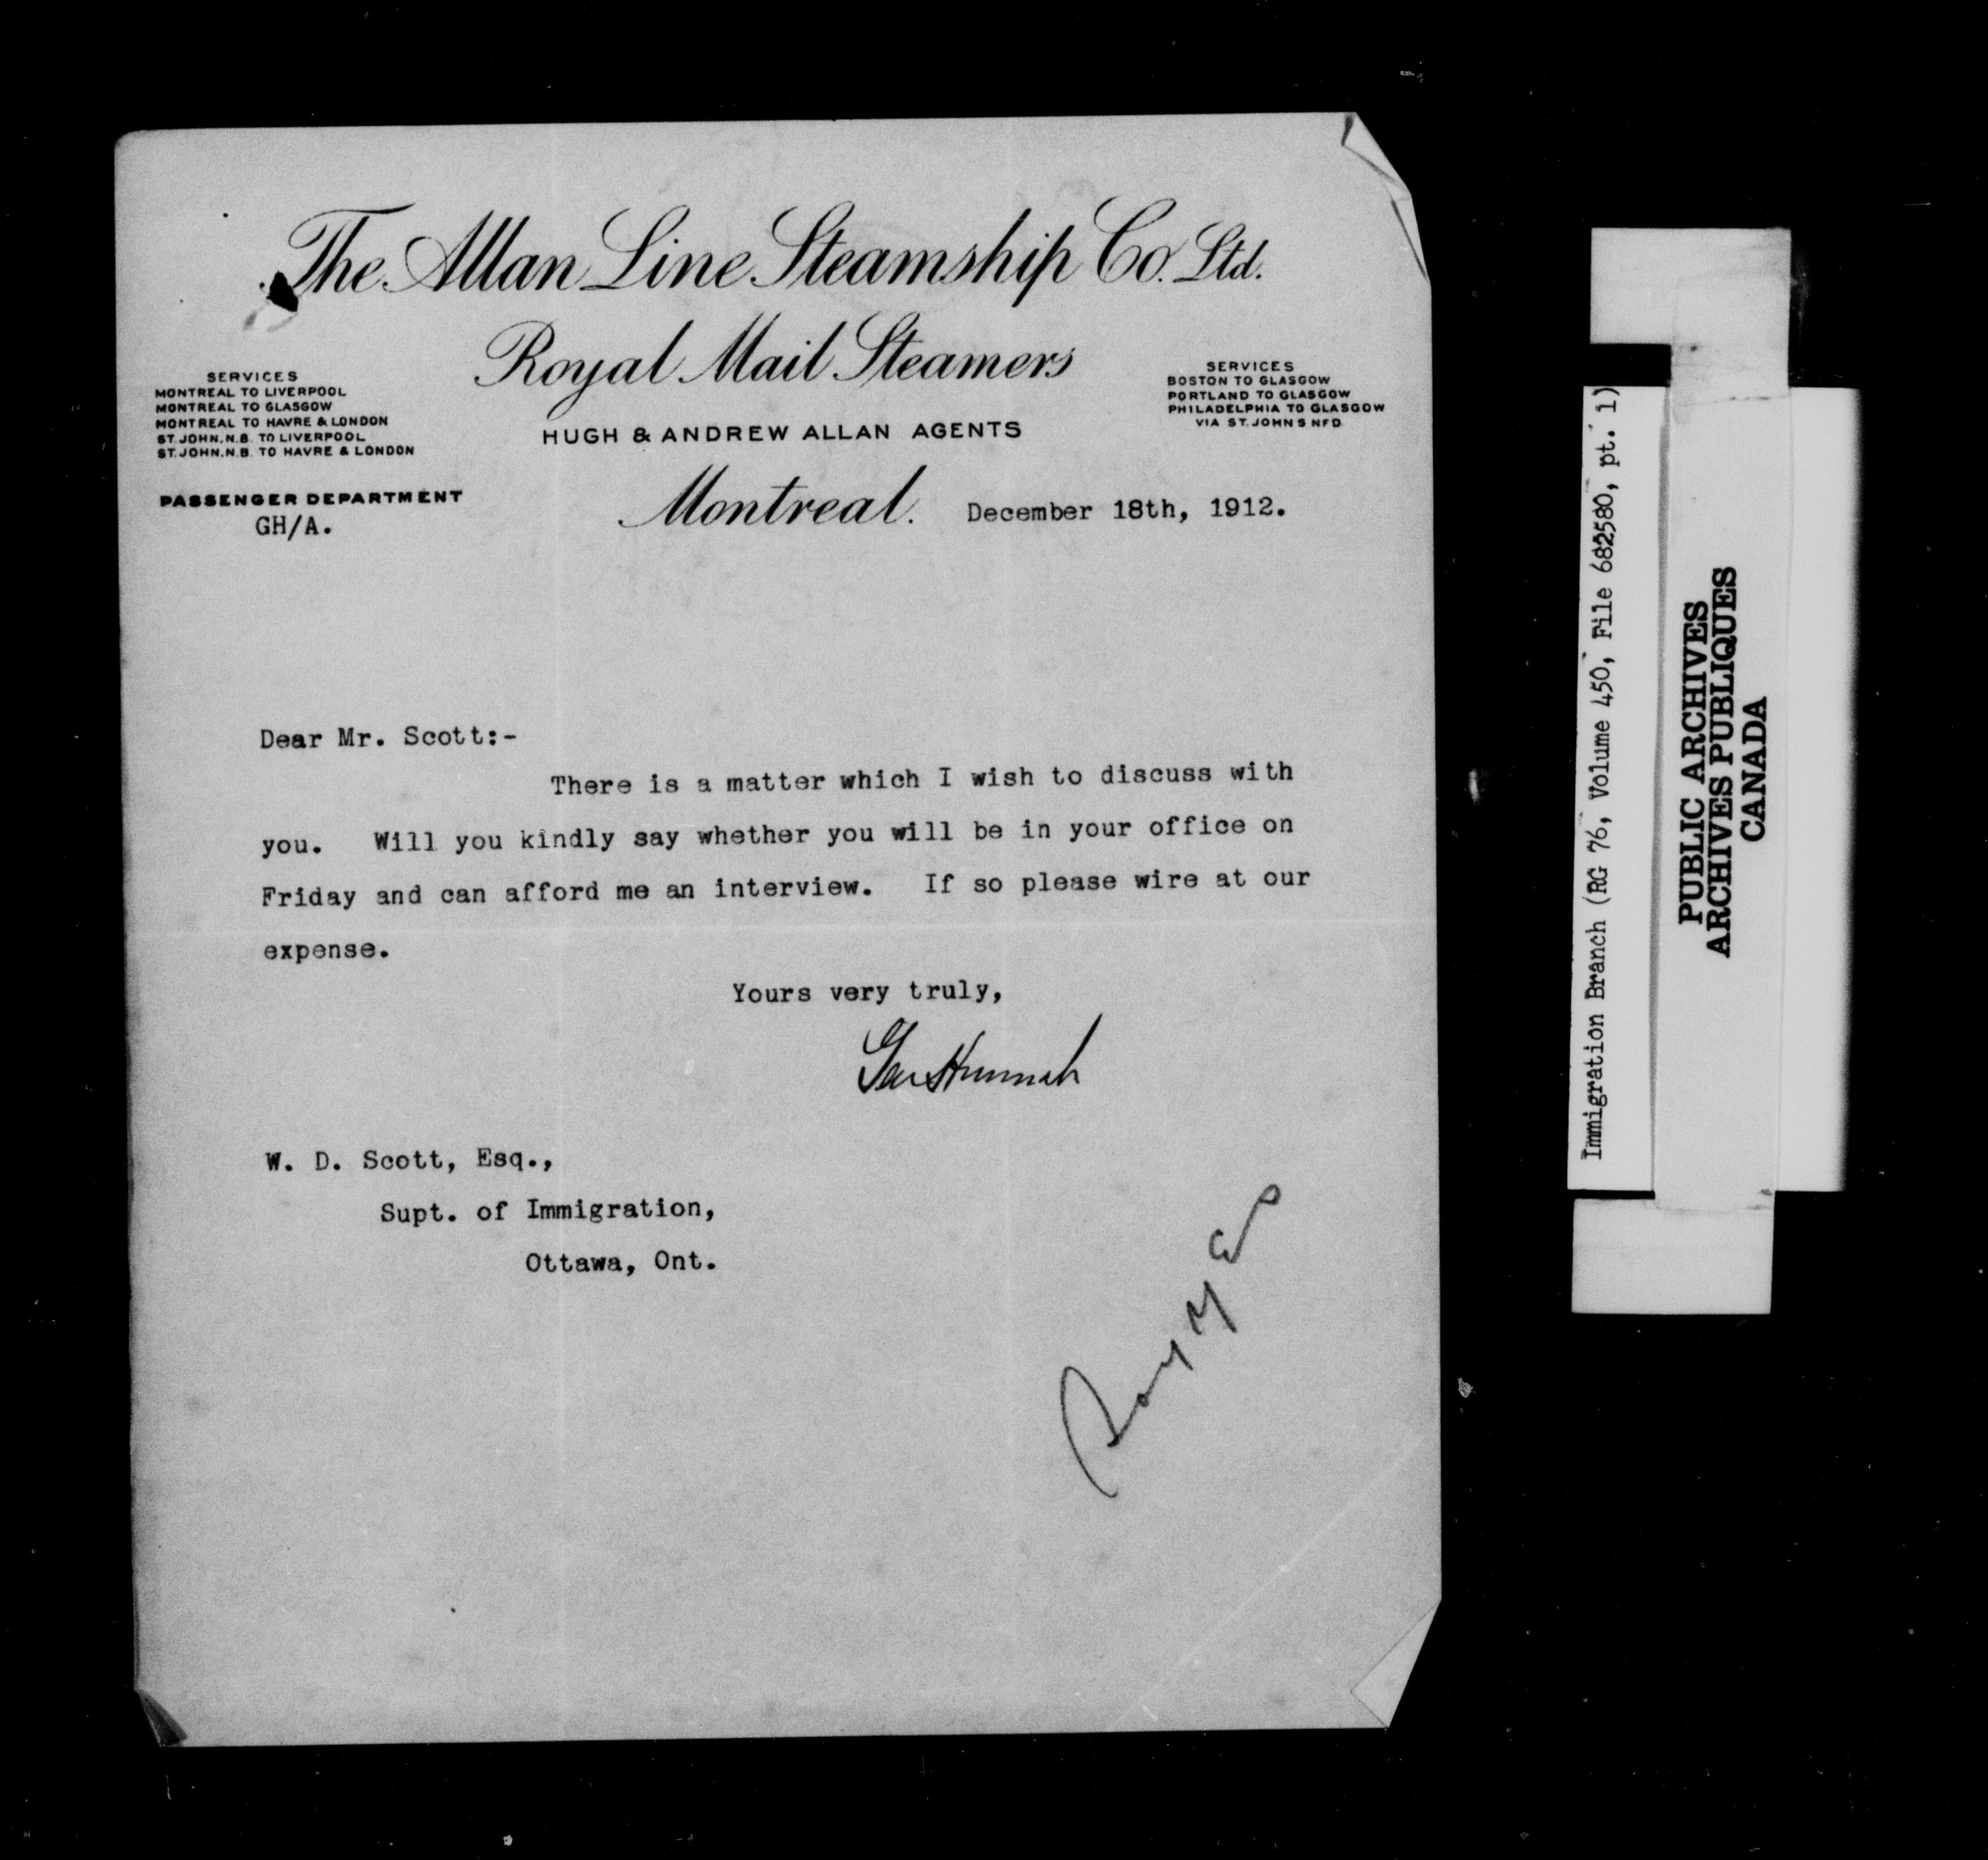 The Allan Line Steamship Co. Ltd.
Royal Mail Steamers
HUGH & ANDREW ALLAN AGENTS
SERVICES
MONTREAL TO LIVERPOOL
MONTREAL TO GLASGOW
MONTREAL TO HAVRE & LONDON
ST. JOHN, N.B. TO LIVERPOOL
ST. JOHN, N.B. TO HAVRE & LONDON
SERVICES
BOSTON TO GLASGOW
PORTLAND TO GLASGOW
PHILADELPHIA TO GLASGOW
VIA ST. JOHNS NFD
PASSENGER DEPARTMENT
GH/A.
Montreal. December 18th, 1912.
Dear Mr. Scott:-
There is a matter which I wish to discuss with
you. Will you kindly say whether you will be in your office on
Friday and can afford me an interview. If so please wire at our
expense.
Yours very truly,
Geo Hannah
W. D. Scott, Esq.,
Supt. of Immigration,
Ottawa, Ont.
Immigration Branch (RG 76, Volume 450, File 682580, pt. 1)
PUBLIC ARCHIVES
ARCHIVES PUBLIQUES
CANADA